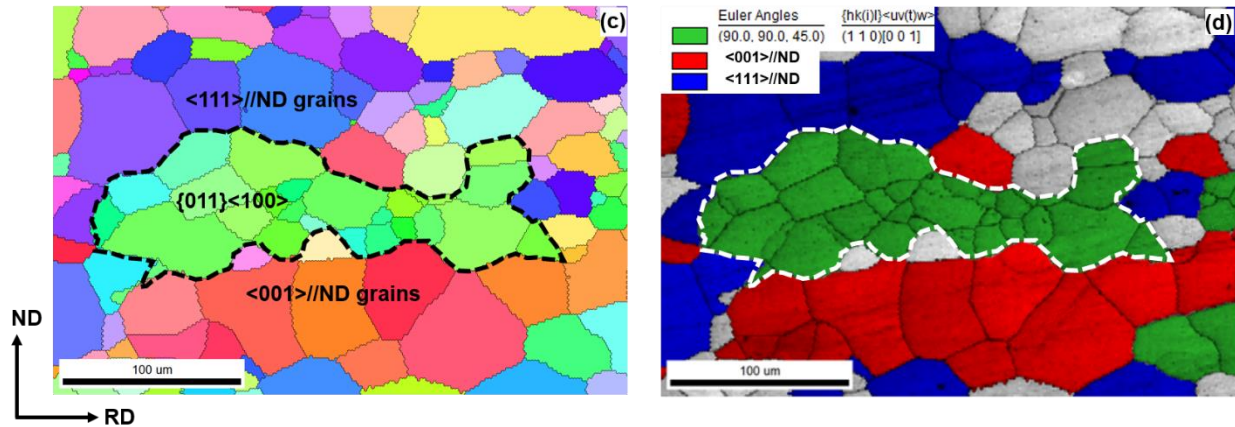 (c)
<111>//ND grains
{011}<100>
<001>//ND grains
ND
RD
100 um
(d)
Euler Angles {hk(i)l}<uv(t)w>
(90.0, 90.0, 45.0) (1 1 0)[0 0 1]
<001>//ND
<111>//ND
100 um